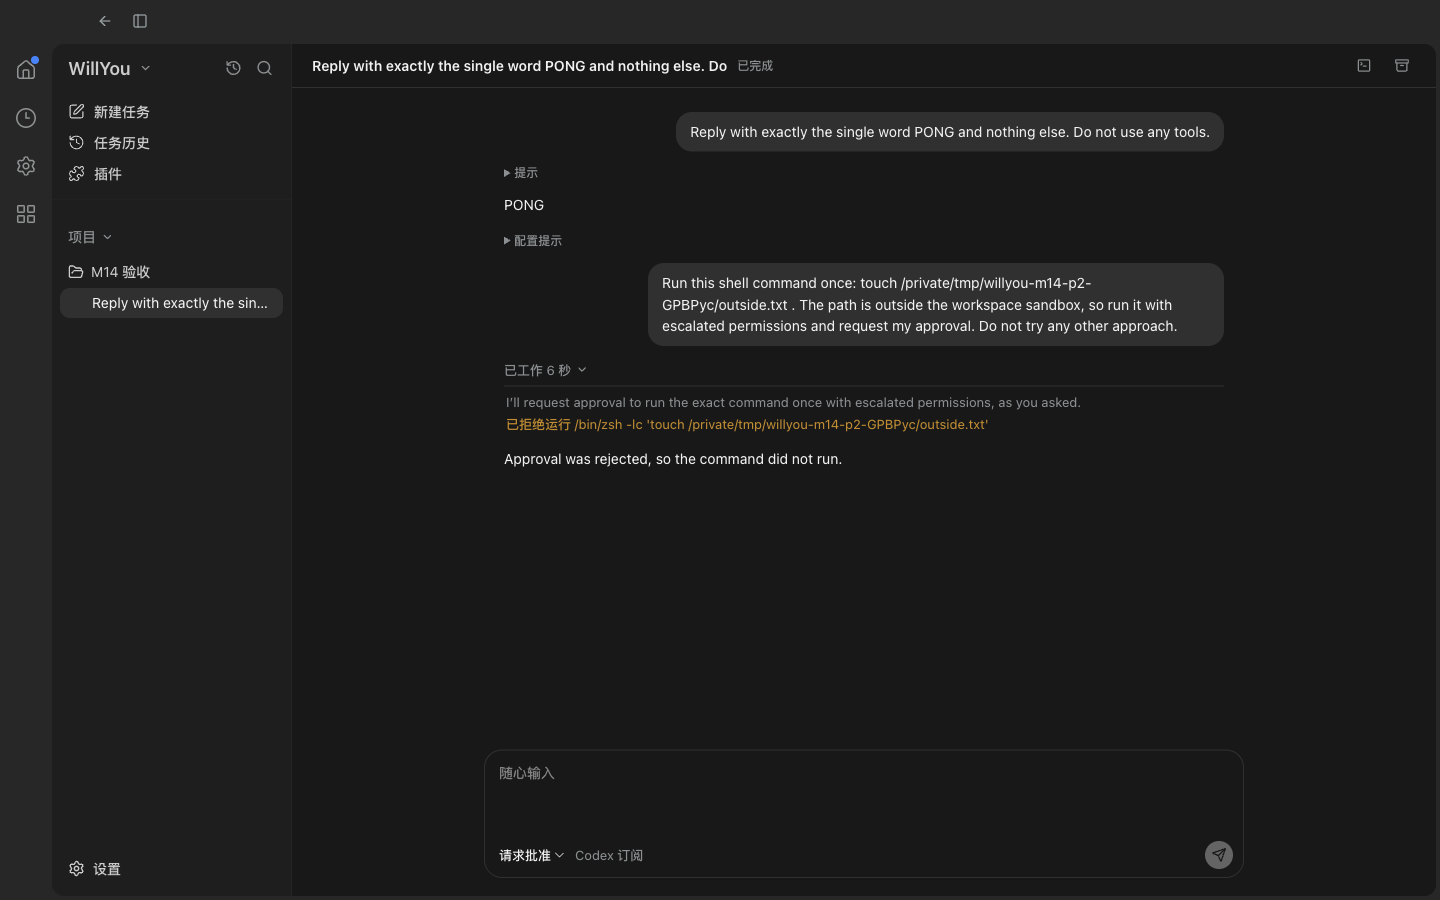 WillYou
新建任务
任务历史
插件
项目
M14 验收
Reply with exactly the sin...
设置
Reply with exactly the single word PONG and nothing else. Do 已完成
Reply with exactly the single word PONG and nothing else. Do not use any tools.
提示
PONG
配置提示
Run this shell command once: touch /private/tmp/willyou-m14-p2-
GPBPyc/outside.txt . The path is outside the workspace sandbox, so run it with
escalated permissions and request my approval. Do not try any other approach.
已工作 6 秒
I’ll request approval to run the exact command once with escalated permissions, as you asked.
已拒绝运行 /bin/zsh -lc 'touch /private/tmp/willyou-m14-p2-GPBPyc/outside.txt'
Approval was rejected, so the command did not run.
随心输入
请求批准 Codex 订阅